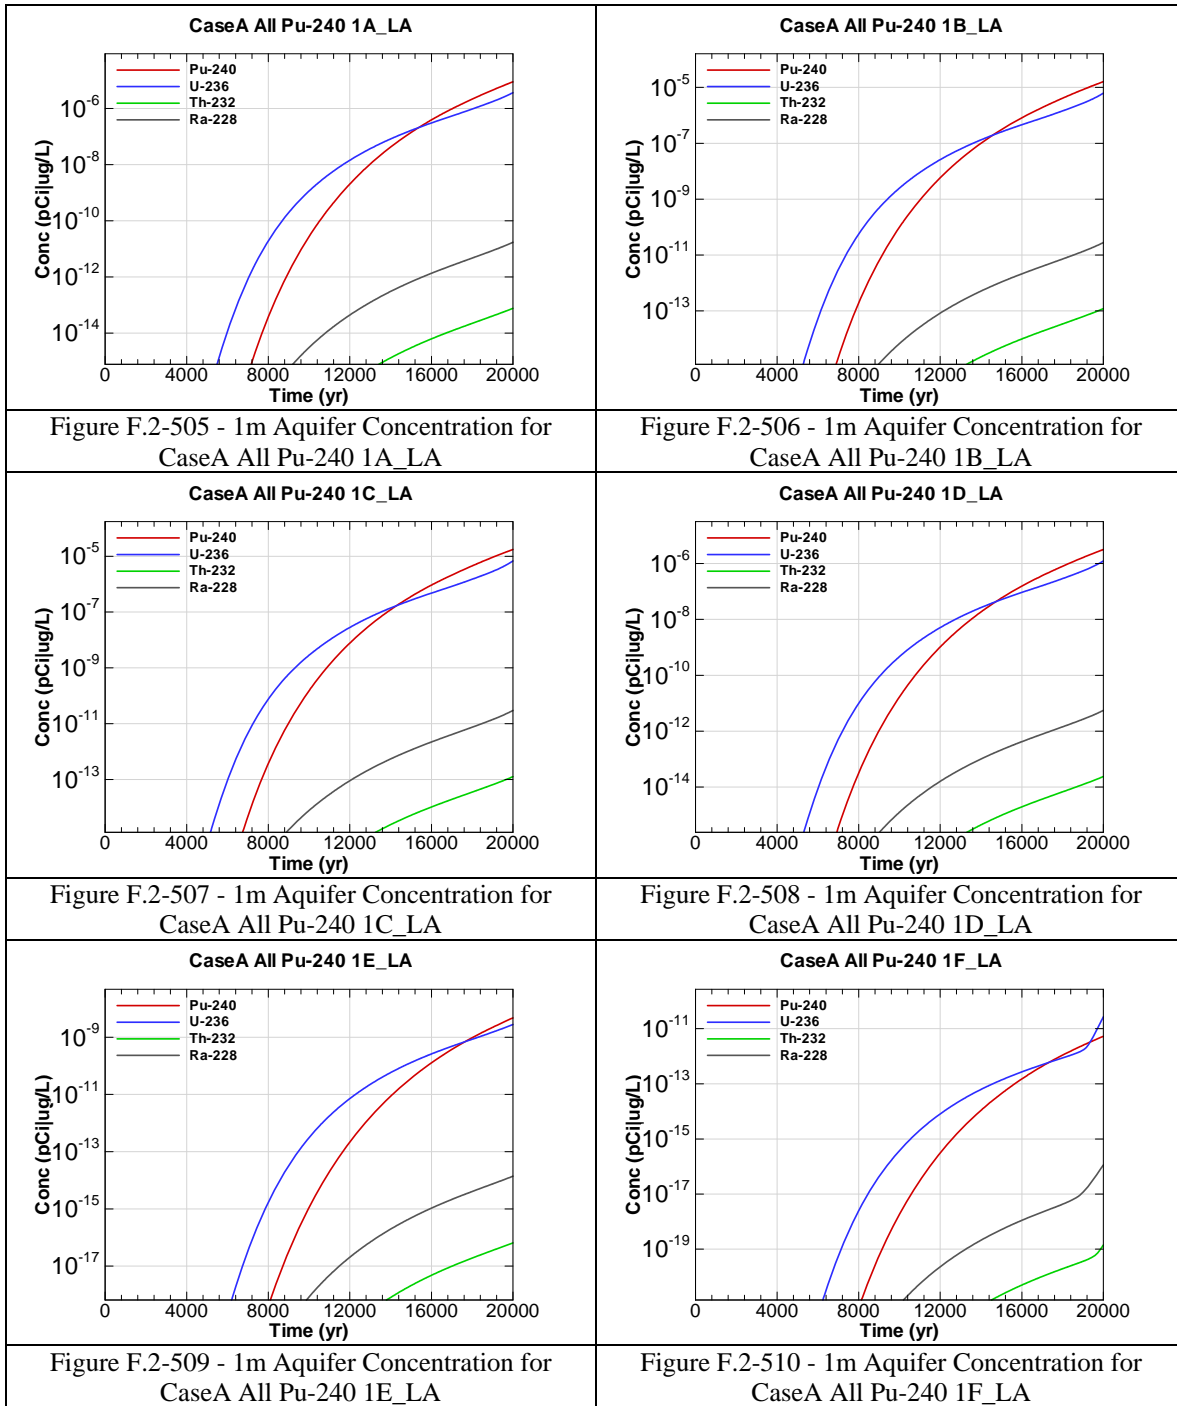 CaseA All Pu-240 1A_LA
Pu-240
U-236
Th-232
Ra-228
Conc (pCi|ug/L)
10-6
10-8
10-10
10-12
10-14
0 4000 8000 12000 16000 20000
Time (yr)
Figure F.2-505 - 1m Aquifer Concentration for
CaseA All Pu-240 1A_LA
CaseA All Pu-240 1B_LA
Pu-240
U-236
Th-232
Ra-228
Conc (pCi|ug/L)
10-5
10-7
10-9
10-11
10-13
0 4000 8000 12000 16000 20000
Time (yr)
Figure F.2-506 - 1m Aquifer Concentration for
CaseA All Pu-240 1B_LA
CaseA All Pu-240 1C_LA
Pu-240
U-236
Th-232
Ra-228
Conc (pCi|ug/L)
10-5
10-7
10-9
10-11
10-13
0 4000 8000 12000 16000 20000
Time (yr)
Figure F.2-507 - 1m Aquifer Concentration for
CaseA All Pu-240 1C_LA
CaseA All Pu-240 1D_LA
Pu-240
U-236
Th-232
Ra-228
Conc (pCi|ug/L)
10-6
10-8
10-10
10-12
10-14
0 4000 8000 12000 16000 20000
Time (yr)
Figure F.2-508 - 1m Aquifer Concentration for
CaseA All Pu-240 1D_LA
CaseA All Pu-240 1E_LA
Pu-240
U-236
Th-232
Ra-228
Conc (pCi|ug/L)
10-9
10-11
10-13
10-15
10-17
0 4000 8000 12000 16000 20000
Time (yr)
Figure F.2-509 - 1m Aquifer Concentration for
CaseA All Pu-240 1E_LA
CaseA All Pu-240 1F_LA
Pu-240
U-236
Th-232
Ra-228
Conc (pCi|ug/L)
10-11
10-13
10-15
10-17
10-19
0 4000 8000 12000 16000 20000
Time (yr)
Figure F.2-510 - 1m Aquifer Concentration for
CaseA All Pu-240 1F_LA